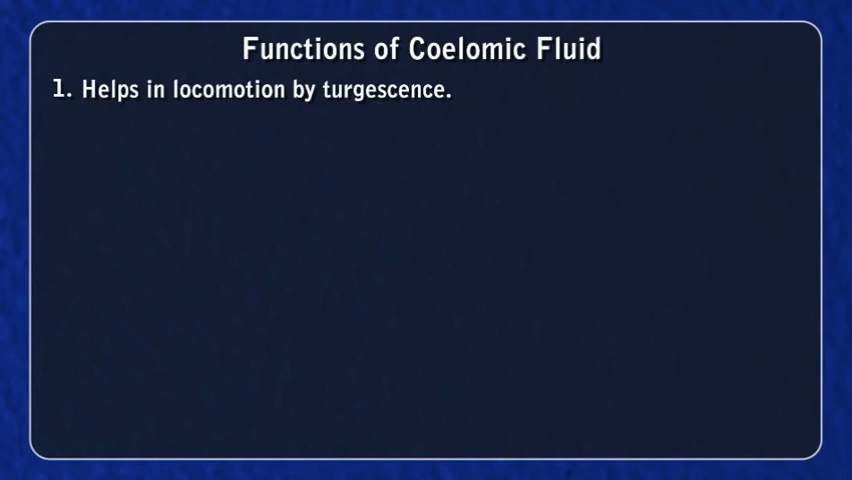 Functions of Coelomic Fluid
1. Helps in locomotion by turgescence.